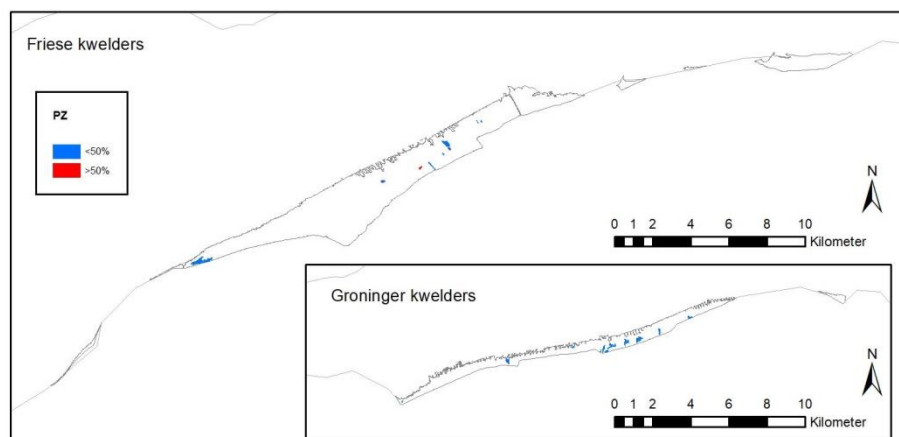 Friese kwelders
PZ
<50%
>50%
N
0 1 2 4 6 8 10
Kilometer
Groninger kwelders
N
0 1 2 4 6 8 10
Kilometer